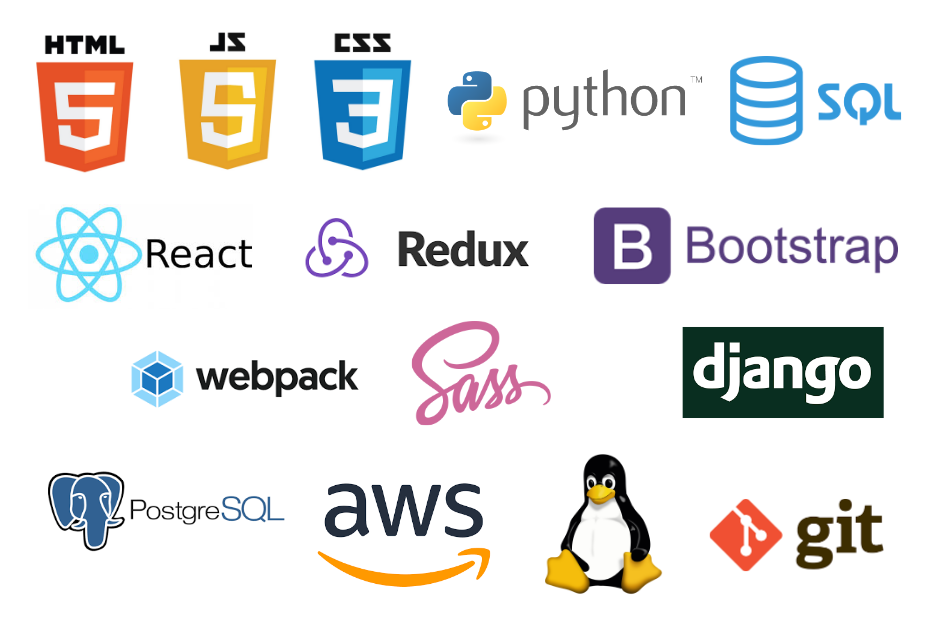 HTML JS CSS
5 5 3 python™ SQL
React Redux B Bootstrap
webpack Sass django
PostgreSQL aws git